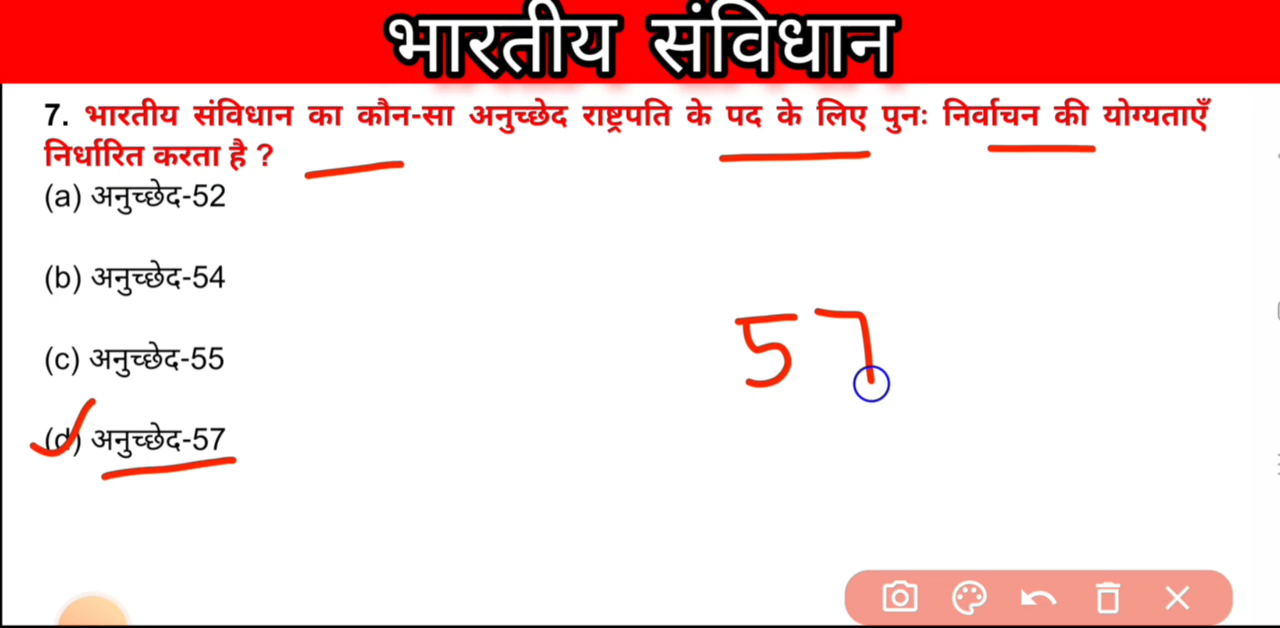 भारतीय संविधान
7. भारतीय संविधान का कौन-सा अनुच्छेद राष्ट्रपति के पद के लिए पुनः निर्वाचन की योग्यताएँ
निर्धारित करता है ?
(a) अनुच्छेद-52
(b) अनुच्छेद-54
(c) अनुच्छेद-55
57
(d) अनुच्छेद-57